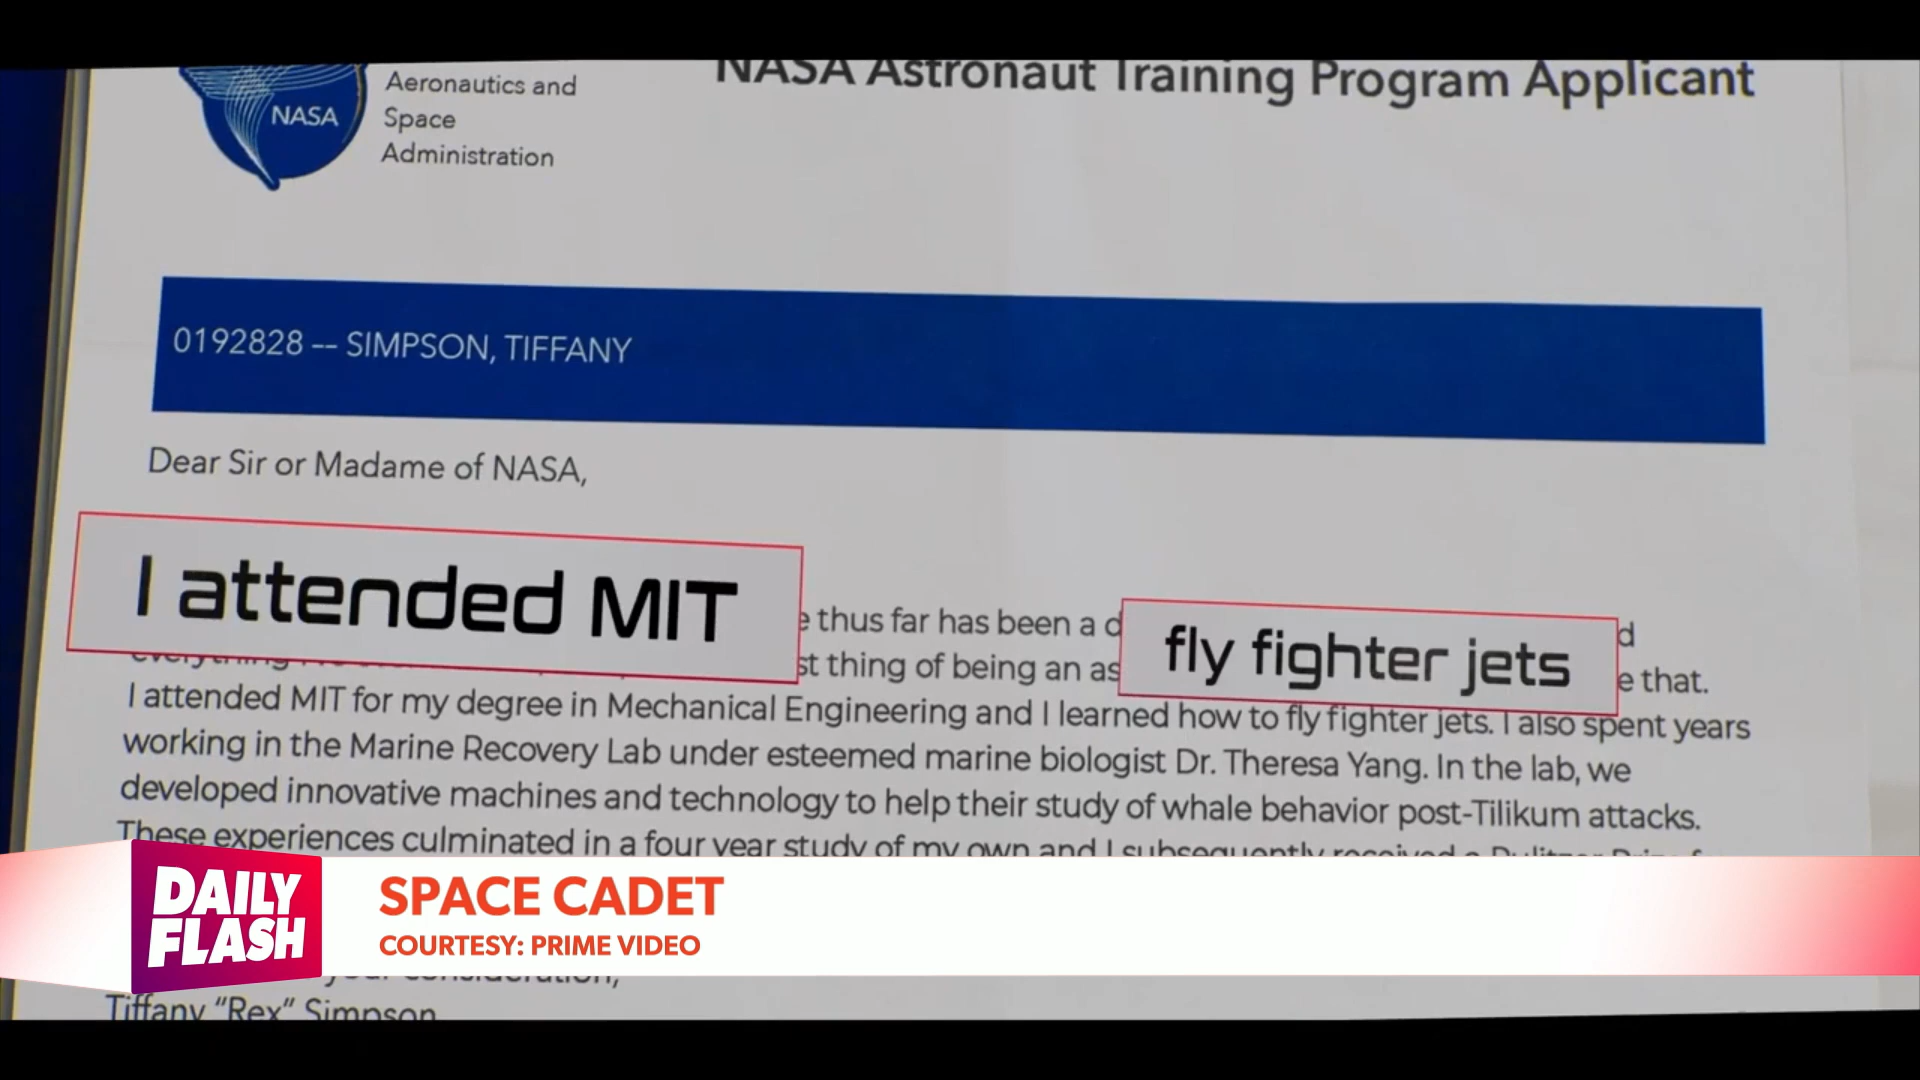 NASA
Aeronautics and
Space
Administration
NASA Astronaut Training Program Applicant
0192828 -- SIMPSON, TIFFANY
Dear Sir or Madame of NASA,
I attended MIT
fly fighter jets
thus far has been a
thing of being an
that.
I attended MIT for my degree in Mechanical Engineering and I learned how to fly fighter jets. I also spent years
working in the Marine Recovery Lab under esteemed marine biologist Dr. Theresa Yang. In the lab, we
developed innovative machines and technology to help their study of whale behavior post-Tilikum attacks.
These experiences culminated in a four year study of my own and I subsequently received a Pulitzer
your consideration,
Tiffany "Rex" Simpson
DAILY
FLASH
SPACE CADET
COURTESY: PRIME VIDEO